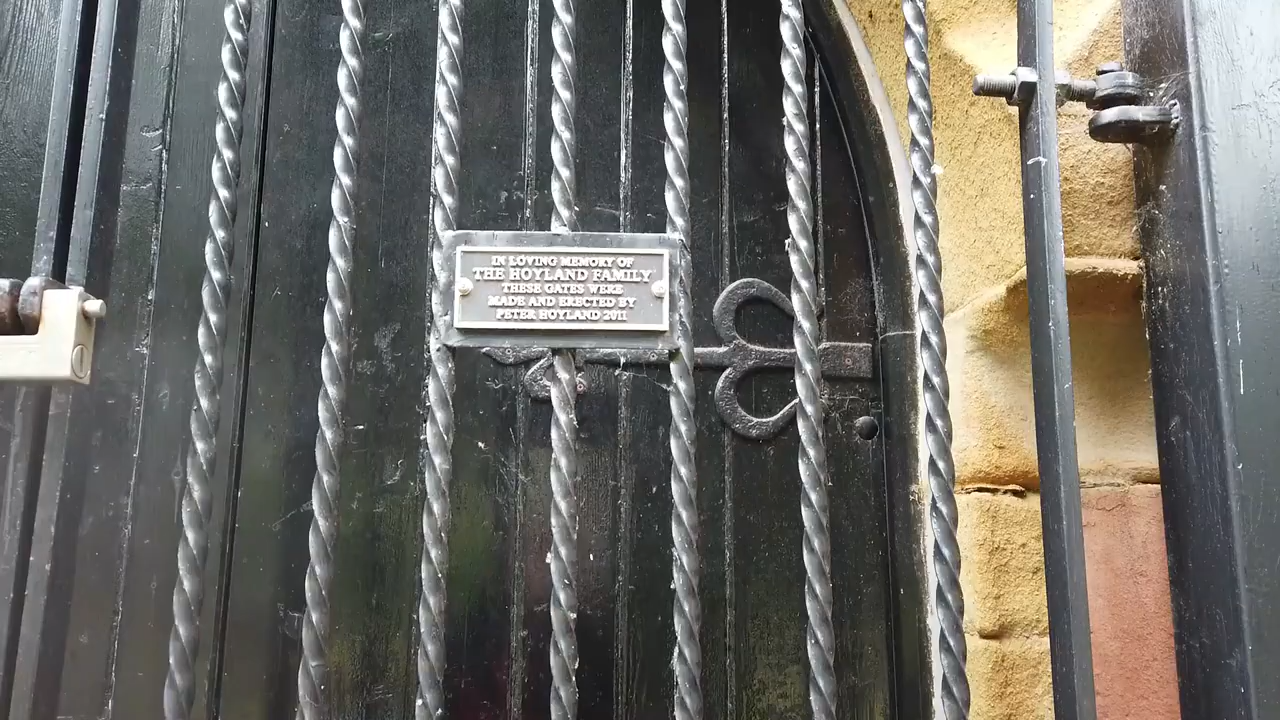 IN LOVING MEMORY OF
THE HOYLAND FAMILY
THESE GATES WERE
MADE AND ERECTED BY
PETER HOYLAND 2011